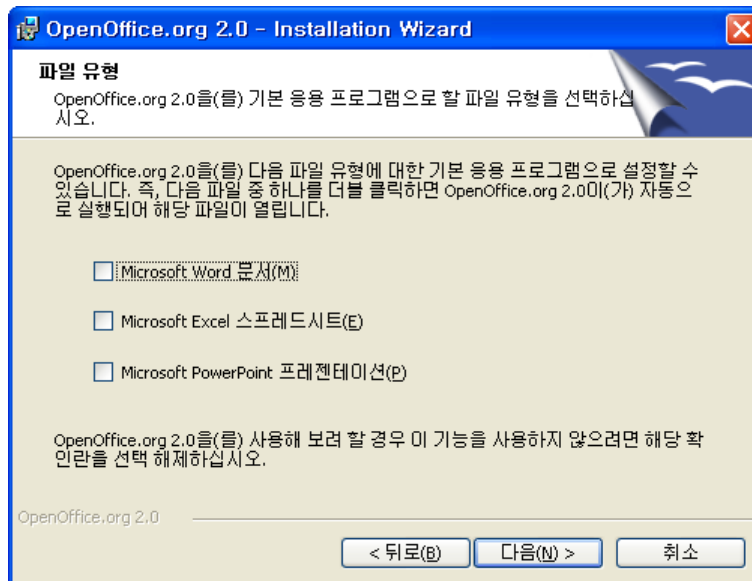 OpenOffice.org 2.0 - Installation Wizard
파일 유형
OpenOffice.org 2.0을(를) 기본 응용 프로그램으로 할 파일 유형을 선택하십
시오.
OpenOffice.org 2.0을(를) 다음 파일 유형에 대한 기본 응용 프로그램으로 설정할 수
있습니다. 즉, 다음 파일 중 하나를 더블 클릭하면 OpenOffice.org 2.0이(가) 자동으
로 실행되어 해당 파일이 열립니다.
Microsoft Word 문서(M)
Microsoft Excel 스프레드시트(E)
Microsoft PowerPoint 프레젠테이션(P)
OpenOffice.org 2.0을(를) 사용해 보려 할 경우 이 기능을 사용하지 않으려면 해당 확
인란을 선택 해제하십시오.
OpenOffice.org 2.0
< 뒤로(B) 다음(N) > 취소